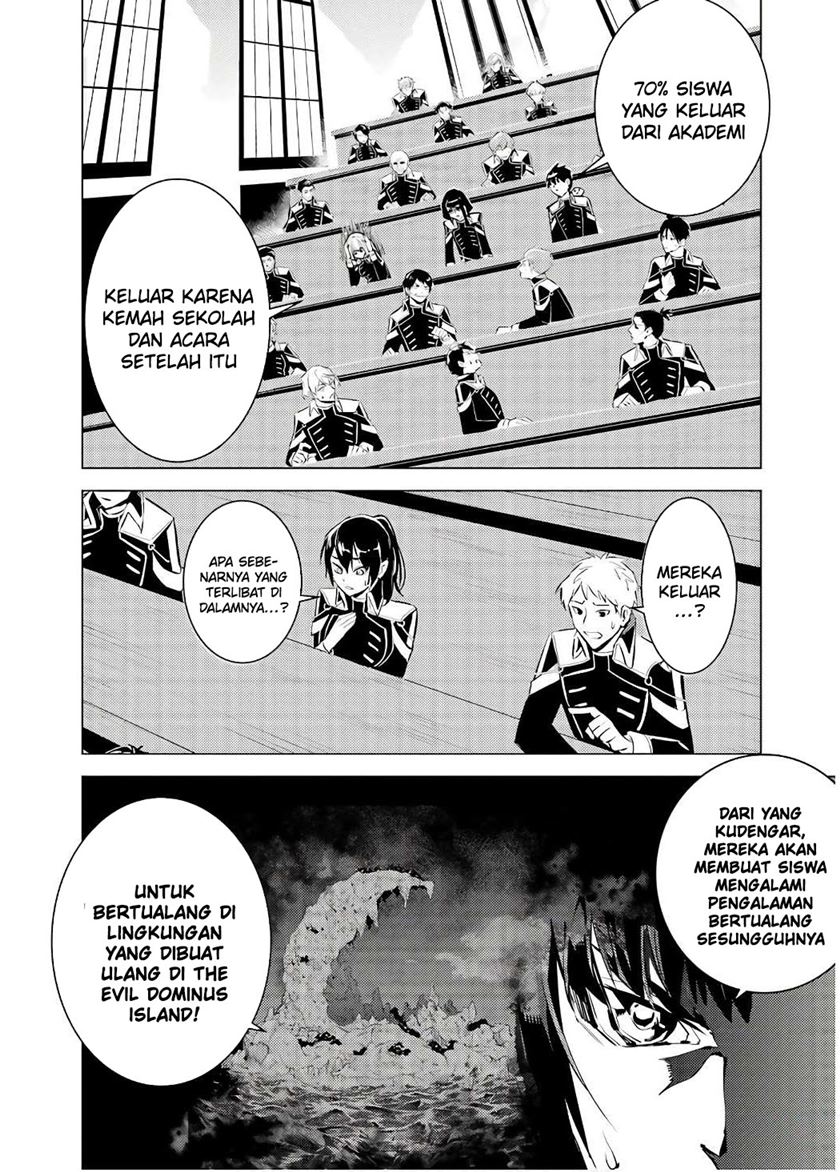 70% SISWA
YANG KELUAR
DARI AKADEMI
KELUAR KARENA
KEMAH SEKOLAH
DAN ACARA
SETELAH ITU
MEREKA
KELUAR
...?
APA SEBE-
NARNYA YANG
TERLIBAT DI
DALAMNYA...?
DARI YANG
KUDENGAR,
MEREKA AKAN
MEMBUAT SISWA
MENGALAMI
PENGALAMAN
BERTUALANG
SESUNGGUHNYA
UNTUK
BERTUALANG DI
LINGKUNGAN
YANG DIBUAT
ULANG DI THE
EVIL DOMINUS
ISLAND!